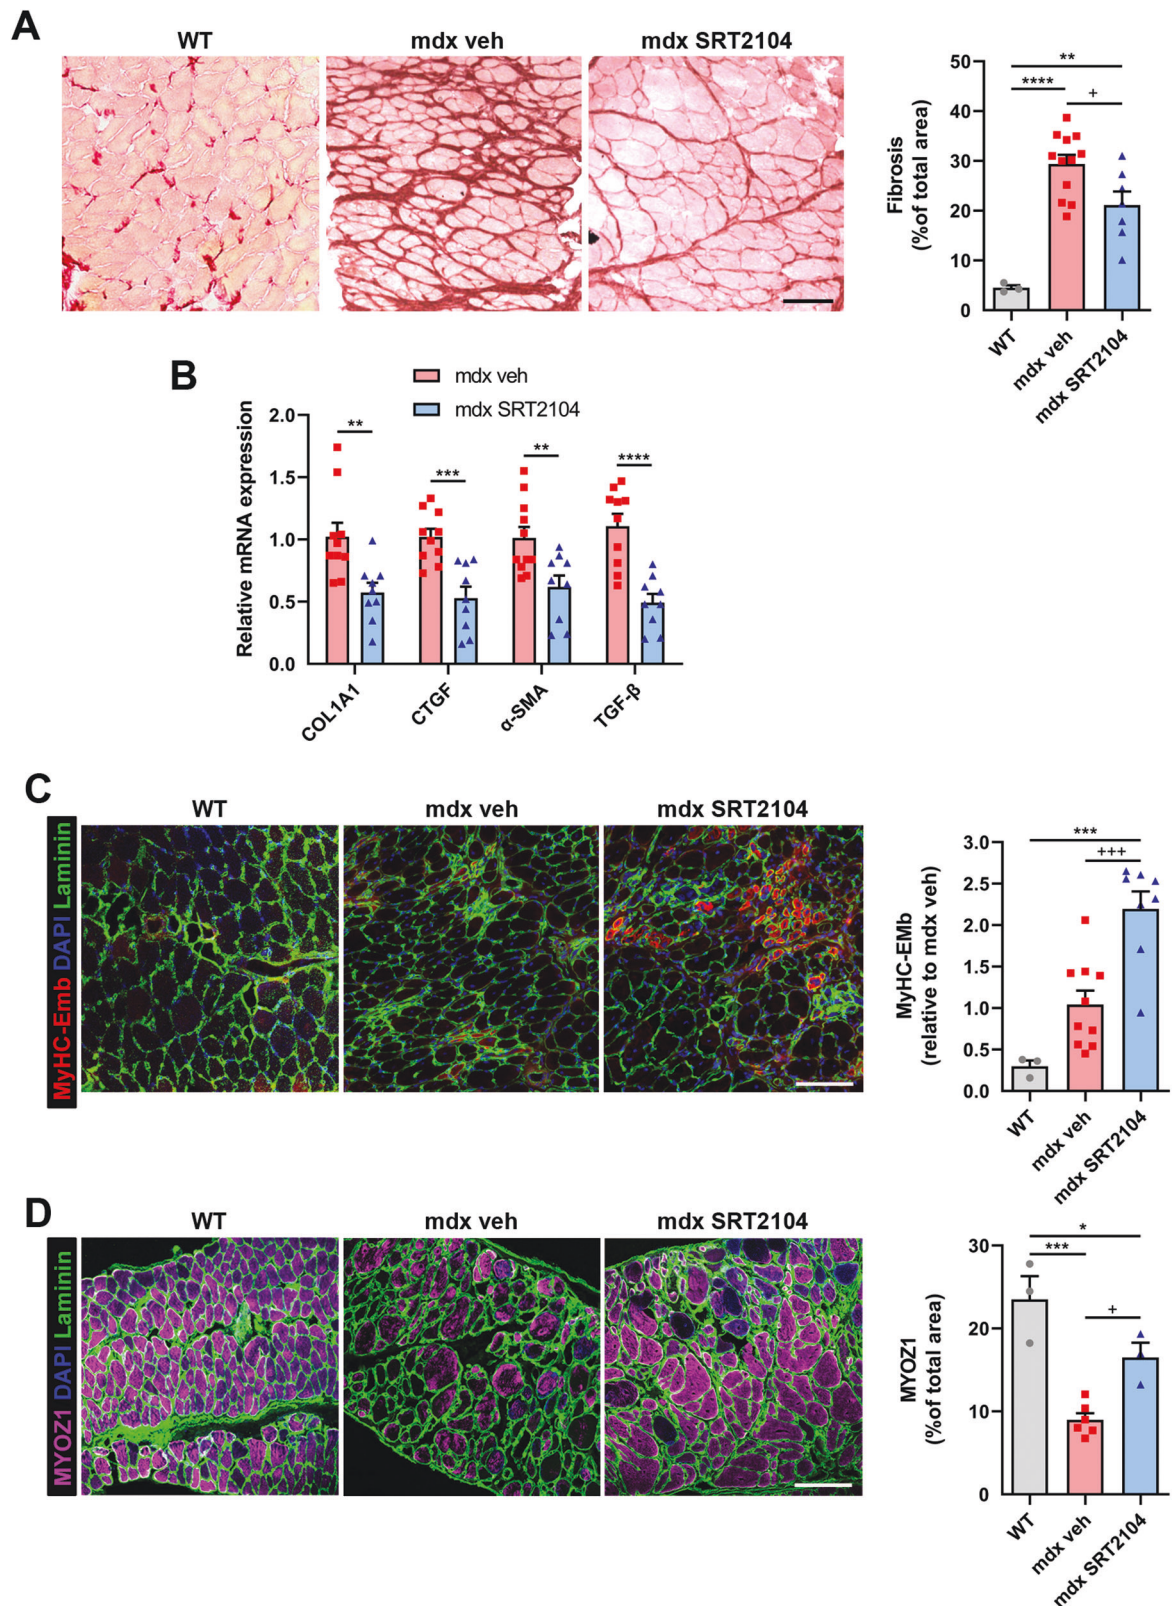 A
WT
mdx veh
mdx SRT2104
Fibrosis
(%of total area)
50
40
30
20
10
0
**
****
+
WT
mdx veh
mdx SRT2104
B
mdx veh
mdx SRT2104
Relative mRNA expression
2.0
1.5
1.0
0.5
0.0
**
***
**
****
COL1A1
CTGF
α-SMA
TGF-β
C
WT
mdx veh
mdx SRT2104
MyHC-Emb DAPI Laminin
MyHC-EMb
(relative to mdx veh)
3.0
2.5
2.0
1.5
1.0
0.5
0.0
***
+++
WT
mdx veh
mdx SRT2104
D
WT
mdx veh
mdx SRT2104
MYOZ1 DAPI Laminin
MYOZ1
(%of total area)
30
20
10
0
*
***
+
WT
mdx veh
mdx SRT2104